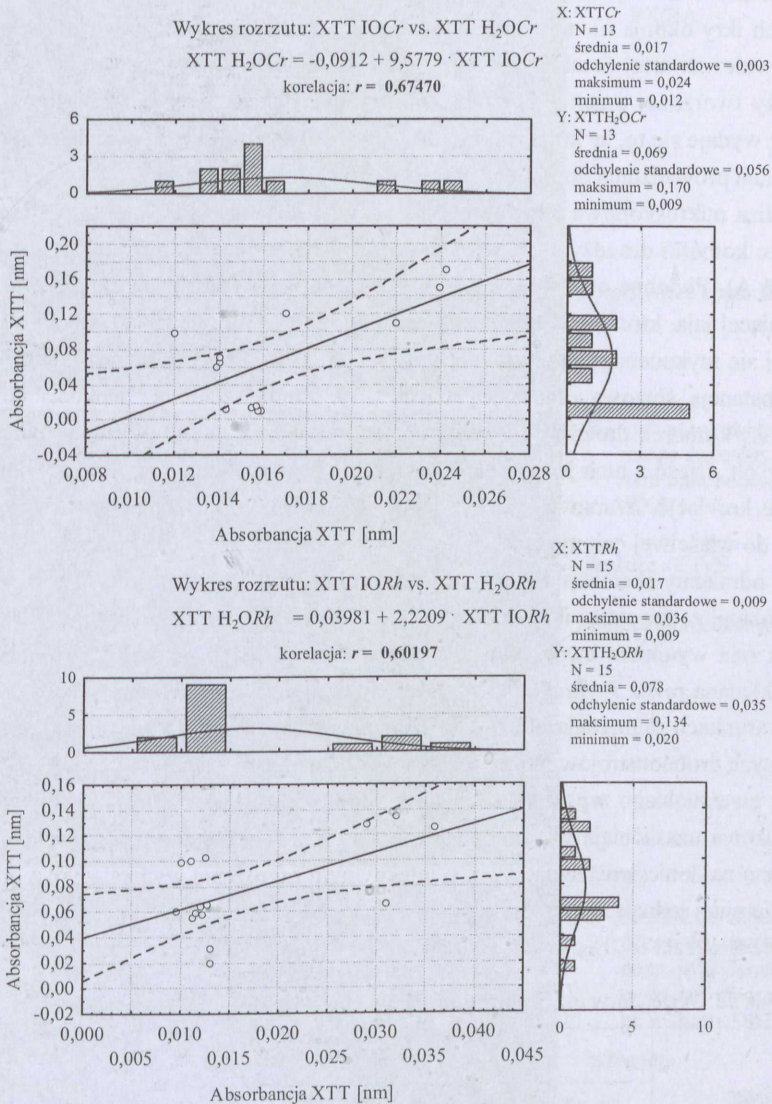 Wykres rozrzutu: XTT IOCr vs. XTT H₂OCr
XTT H₂OCr = -0,0912 + 9,5779 · XTT IOCr
korelacja: r = 0,67470
X: XTTCr
N = 13
średnia = 0,017
odchylenie standardowe = 0,003
maksimum = 0,024
minimum = 0,012
Y: XTTH₂OCr
N = 13
średnia = 0,069
odchylenie standardowe = 0,056
maksimum = 0,170
minimum = 0,009
6
3
0
Absorbancja XTT [nm]
0,20
0,16
0,12
0,08
0,04
0,00
-0,04
0,008 0,012 0,016 0,020 0,024 0,028
0,010 0,014 0,018 0,022 0,026
0 3 6
Absorbancja XTT [nm]
Wykres rozrzutu: XTT IORh vs. XTT H₂ORh
XTT H₂ORh = 0,03981 + 2,2209 · XTT IORh
korelacja: r = 0,60197
X: XTTRh
N = 15
średnia = 0,017
odchylenie standardowe = 0,009
maksimum = 0,036
minimum = 0,009
Y: XTTH₂ORh
N = 15
średnia = 0,078
odchylenie standardowe = 0,035
maksimum = 0,134
minimum = 0,020
10
5
0
Absorbancja XTT [nm]
0,16
0,14
0,12
0,10
0,08
0,06
0,04
0,02
0,00
-0,02
0,000 0,010 0,020 0,030 0,040
0,005 0,015 0,025 0,035 0,045
0 5 10
Absorbancja XTT [nm]